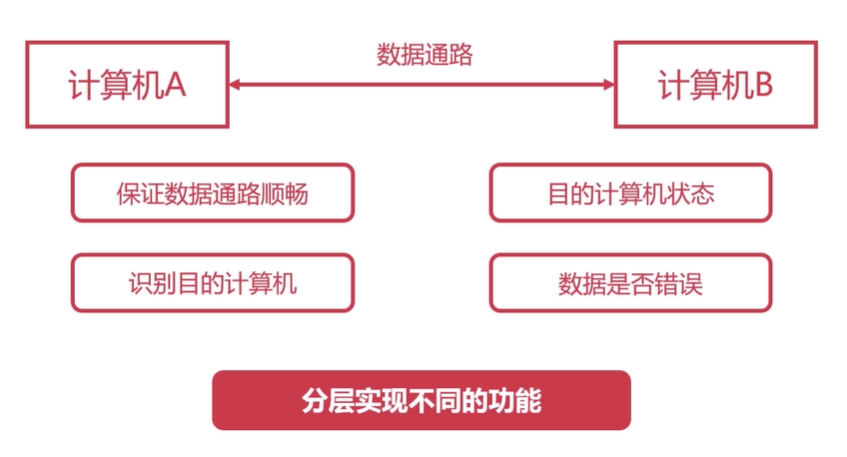 数据通路
计算机A
计算机B
保证数据通路顺畅
目的计算机状态
识别目的计算机
数据是否错误
分层实现不同的功能